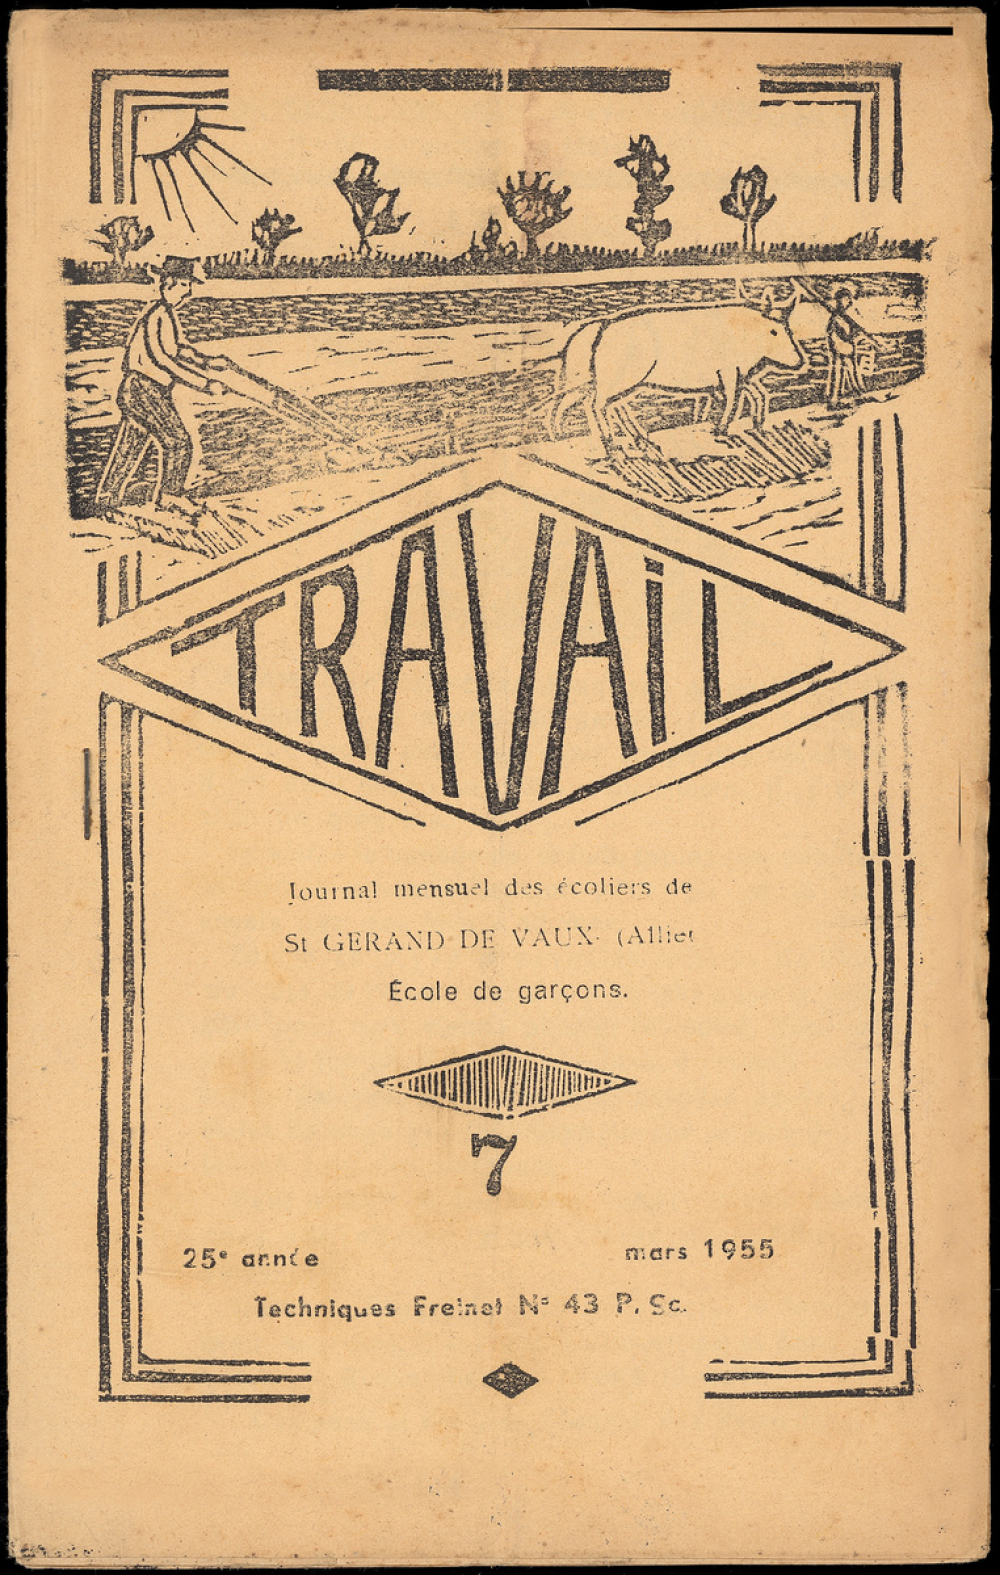 TRAVAiL
Journal mensuel des écoliers de
St GERAND DE VAUX (Allier
École de garçons.
7
25e année
mars 1955
Techniques Freinet N° 43 P. Sc.